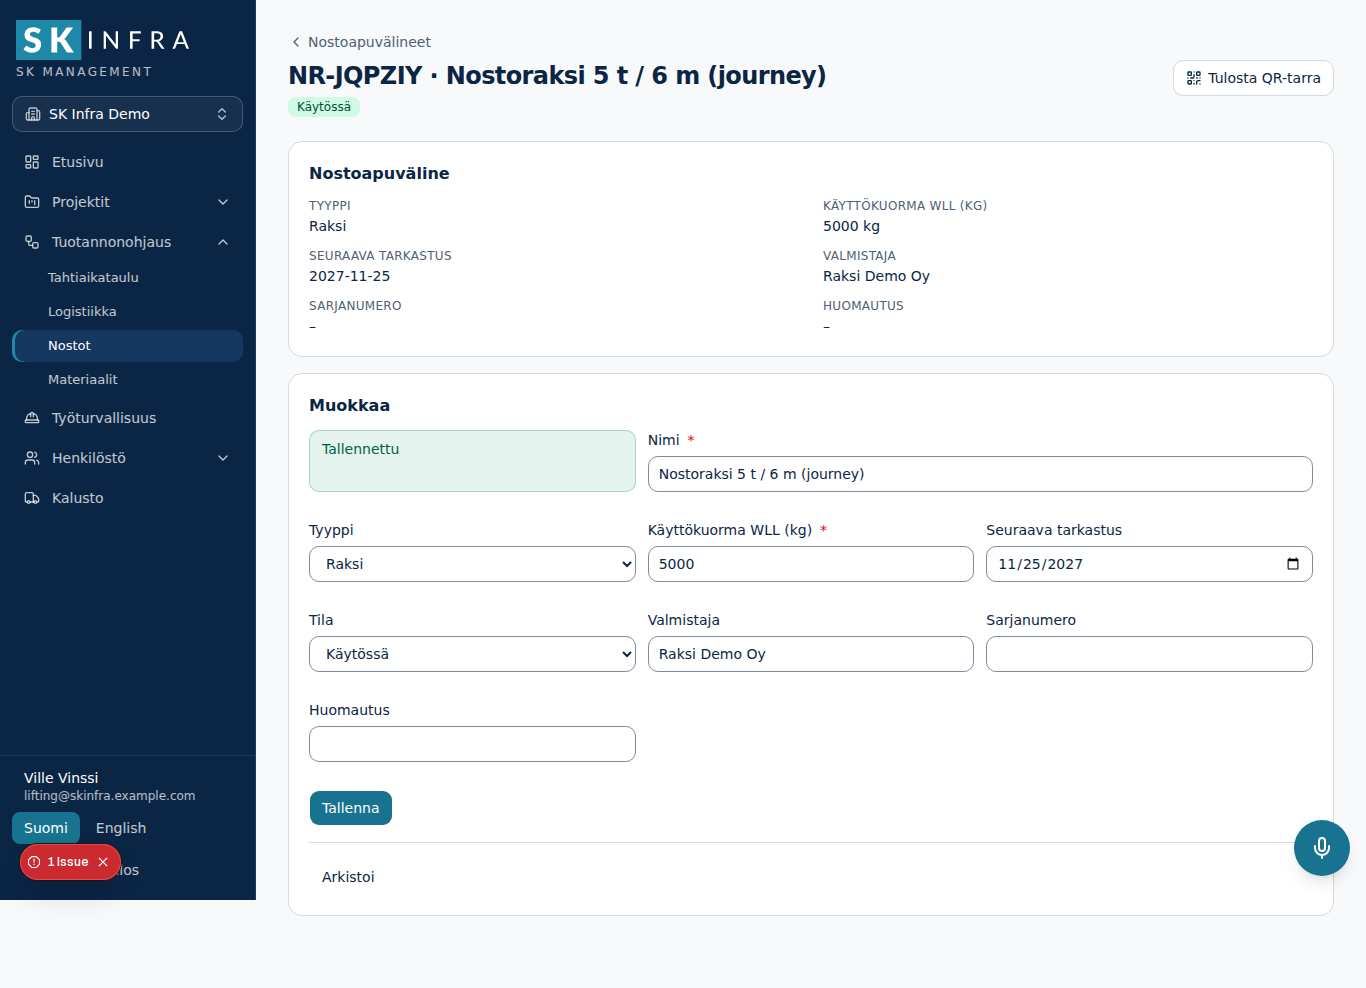 SK INFRA
SK MANAGEMENT
SK Infra Demo
Etusivu
Projektit
Tuotannonohjaus
Tahtiaikataulu
Logistiikka
Nostot
Materiaalit
Työturvallisuus
Henkilöstö
Kalusto
Ville Vinssi
lifting@skinfra.example.com
Suomi English
1 Issue
Nostoapuvälineet
NR-JQPZIY · Nostoraksi 5 t / 6 m (journey)
Tulosta QR-tarra
Käytössä
Nostoapuväline
TYYPPI
Raksi
KÄYTTÖKUORMA WLL (KG)
5000 kg
SEURAAVA TARKASTUS
2027-11-25
VALMISTAJA
Raksi Demo Oy
SARJANUMERO
–
HUOMAUTUS
–
Muokkaa
Tallennettu
Nimi *
Nostoraksi 5 t / 6 m (journey)
Tyyppi
Raksi
Käyttökuorma WLL (kg) *
5000
Seuraava tarkastus
11/25/2027
Tila
Käytössä
Valmistaja
Raksi Demo Oy
Sarjanumero
Huomautus
Tallenna
Arkistoi